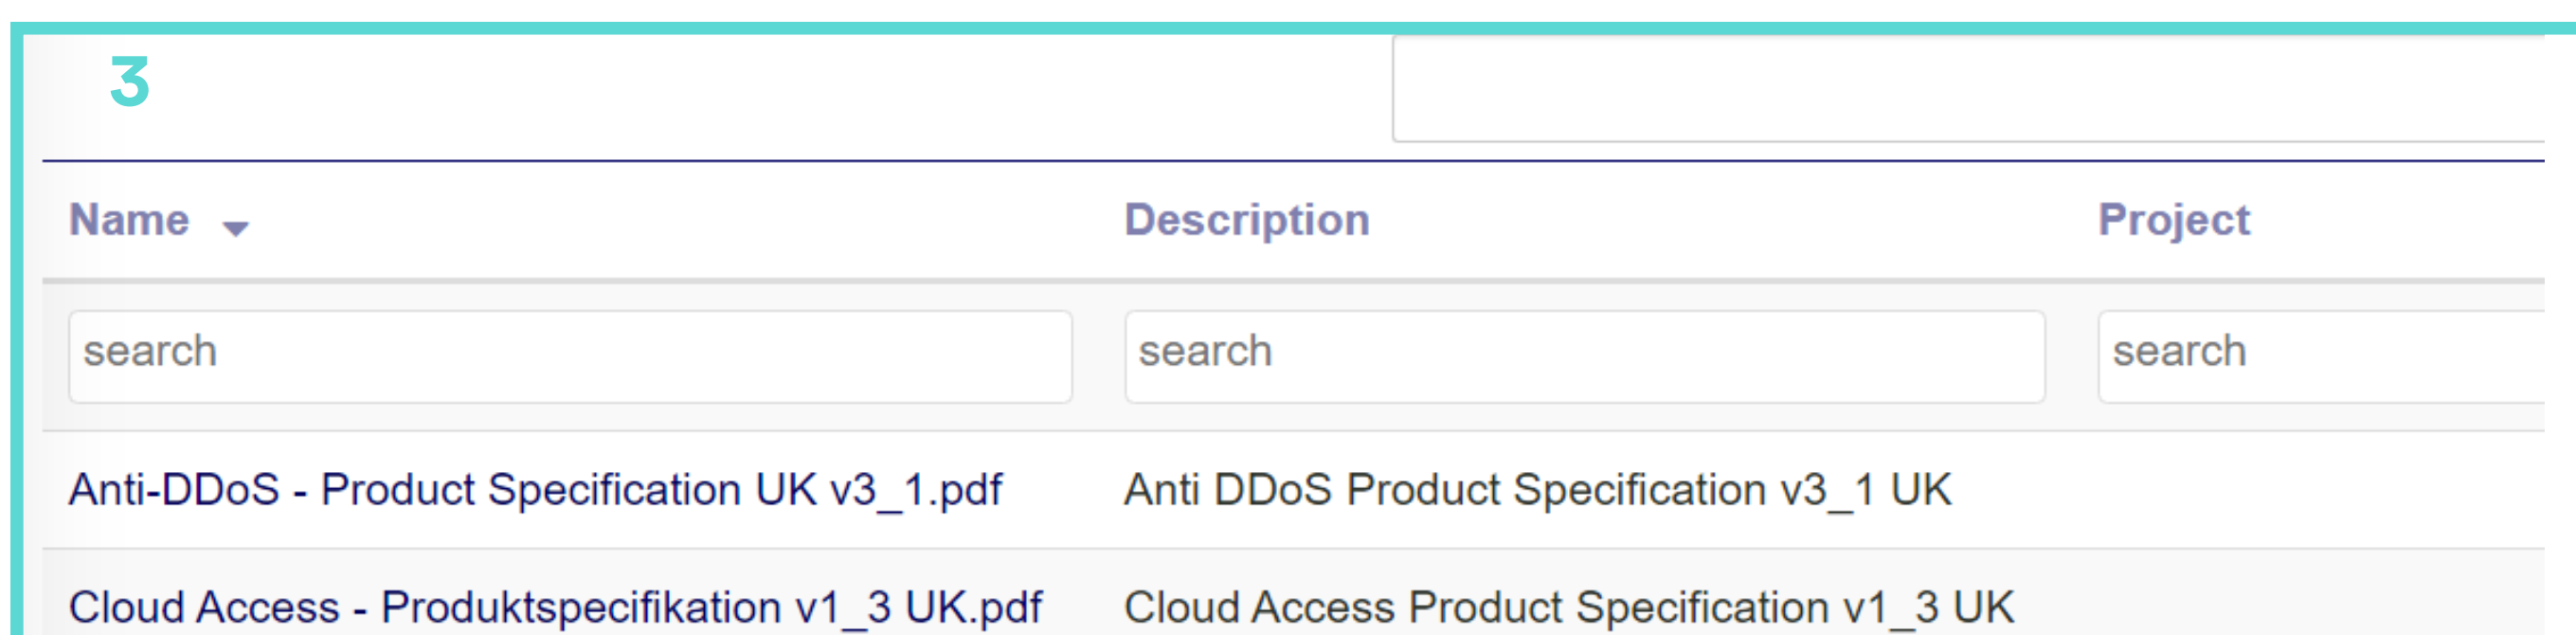 3
Name Description Project
search search search
Anti-DDoS - Product Specification UK v3_1.pdf Anti DDoS Product Specification v3_1 UK
Cloud Access - Produktspecifikation v1_3 UK.pdf Cloud Access Product Specification v1_3 UK